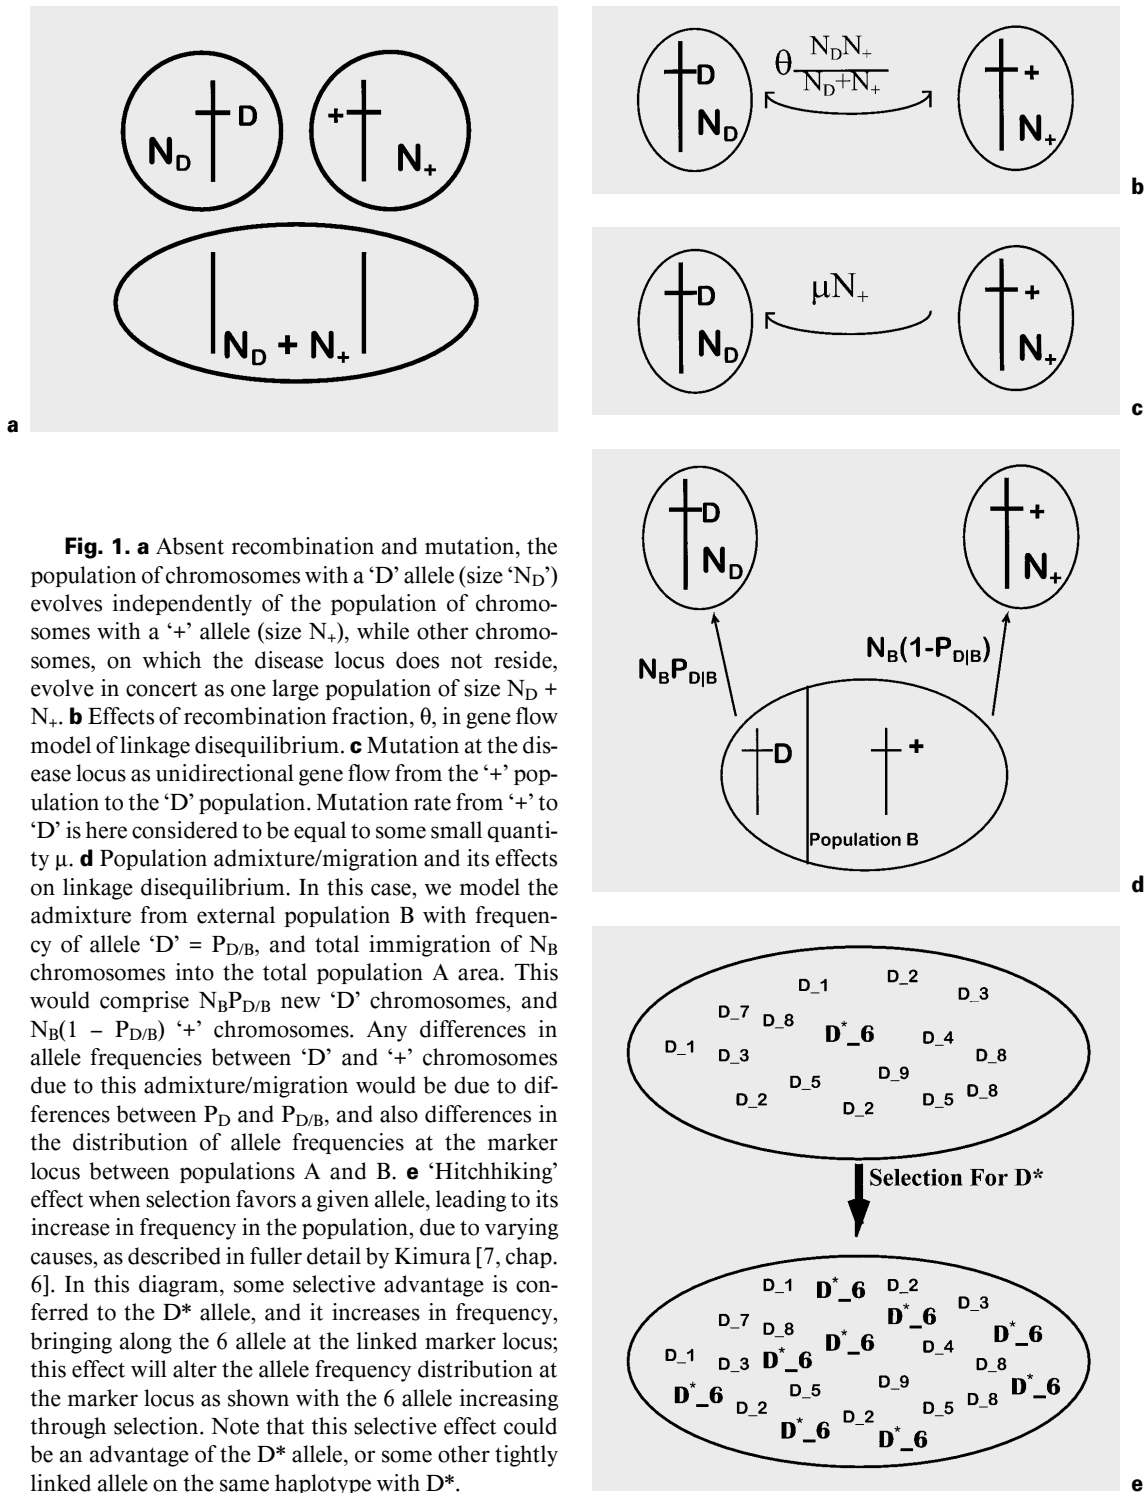 D
N_D
+
N_+
N_D + N_+
a
D
N_D
θ N_D N_+ / N_D+N_+
+
N_+
b
D
N_D
μN_+
+
N_+
c
D
N_D
+
N_+
N_B P_D|B
N_B(1-P_D|B)
D
+
Population B
d
Fig. 1. a Absent recombination and mutation, the
population of chromosomes with a ‘D’ allele (size ‘N_D’)
evolves independently of the population of chromo-
somes with a ‘+’ allele (size N_+), while other chromo-
somes, on which the disease locus does not reside,
evolve in concert as one large population of size N_D +
N_+. b Effects of recombination fraction, θ, in gene flow
model of linkage disequilibrium. c Mutation at the dis-
ease locus as unidirectional gene flow from the ‘+’ pop-
ulation to the ‘D’ population. Mutation rate from ‘+’ to
‘D’ is here considered to be equal to some small quanti-
ty μ. d Population admixture/migration and its effects
on linkage disequilibrium. In this case, we model the
admixture from external population B with frequen-
cy of allele ‘D’ = P_D/B, and total immigration of N_B
chromosomes into the total population A area. This
would comprise N_BP_D/B new ‘D’ chromosomes, and
N_B(1 – P_D/B) ‘+’ chromosomes. Any differences in
allele frequencies between ‘D’ and ‘+’ chromosomes
due to this admixture/migration would be due to dif-
ferences between P_D and P_D/B, and also differences in
the distribution of allele frequencies at the marker
locus between populations A and B. e ‘Hitchhiking’
effect when selection favors a given allele, leading to its
increase in frequency in the population, due to varying
causes, as described in fuller detail by Kimura [7, chap.
6]. In this diagram, some selective advantage is con-
ferred to the D* allele, and it increases in frequency,
bringing along the 6 allele at the linked marker locus;
this effect will alter the allele frequency distribution at
the marker locus as shown with the 6 allele increasing
through selection. Note that this selective effect could
be an advantage of the D* allele, or some other tightly
linked allele on the same haplotype with D*.
D_1
D_2
D_3
D_7
D_8
D*_6
D_4
D_1
D_3
D_8
D_5
D_9
D_2
D_2
D_5
D_8
Selection For D*
D_1
D*_6
D_2
D*_6
D_3
D_7
D_8
D*_6
D_4
D*_6
D_1
D_3
D*_6
D_8
D*_6
D_5
D_9
D*_6
D_2
D_2
D_5
D_8
D*_6
D*_6
e